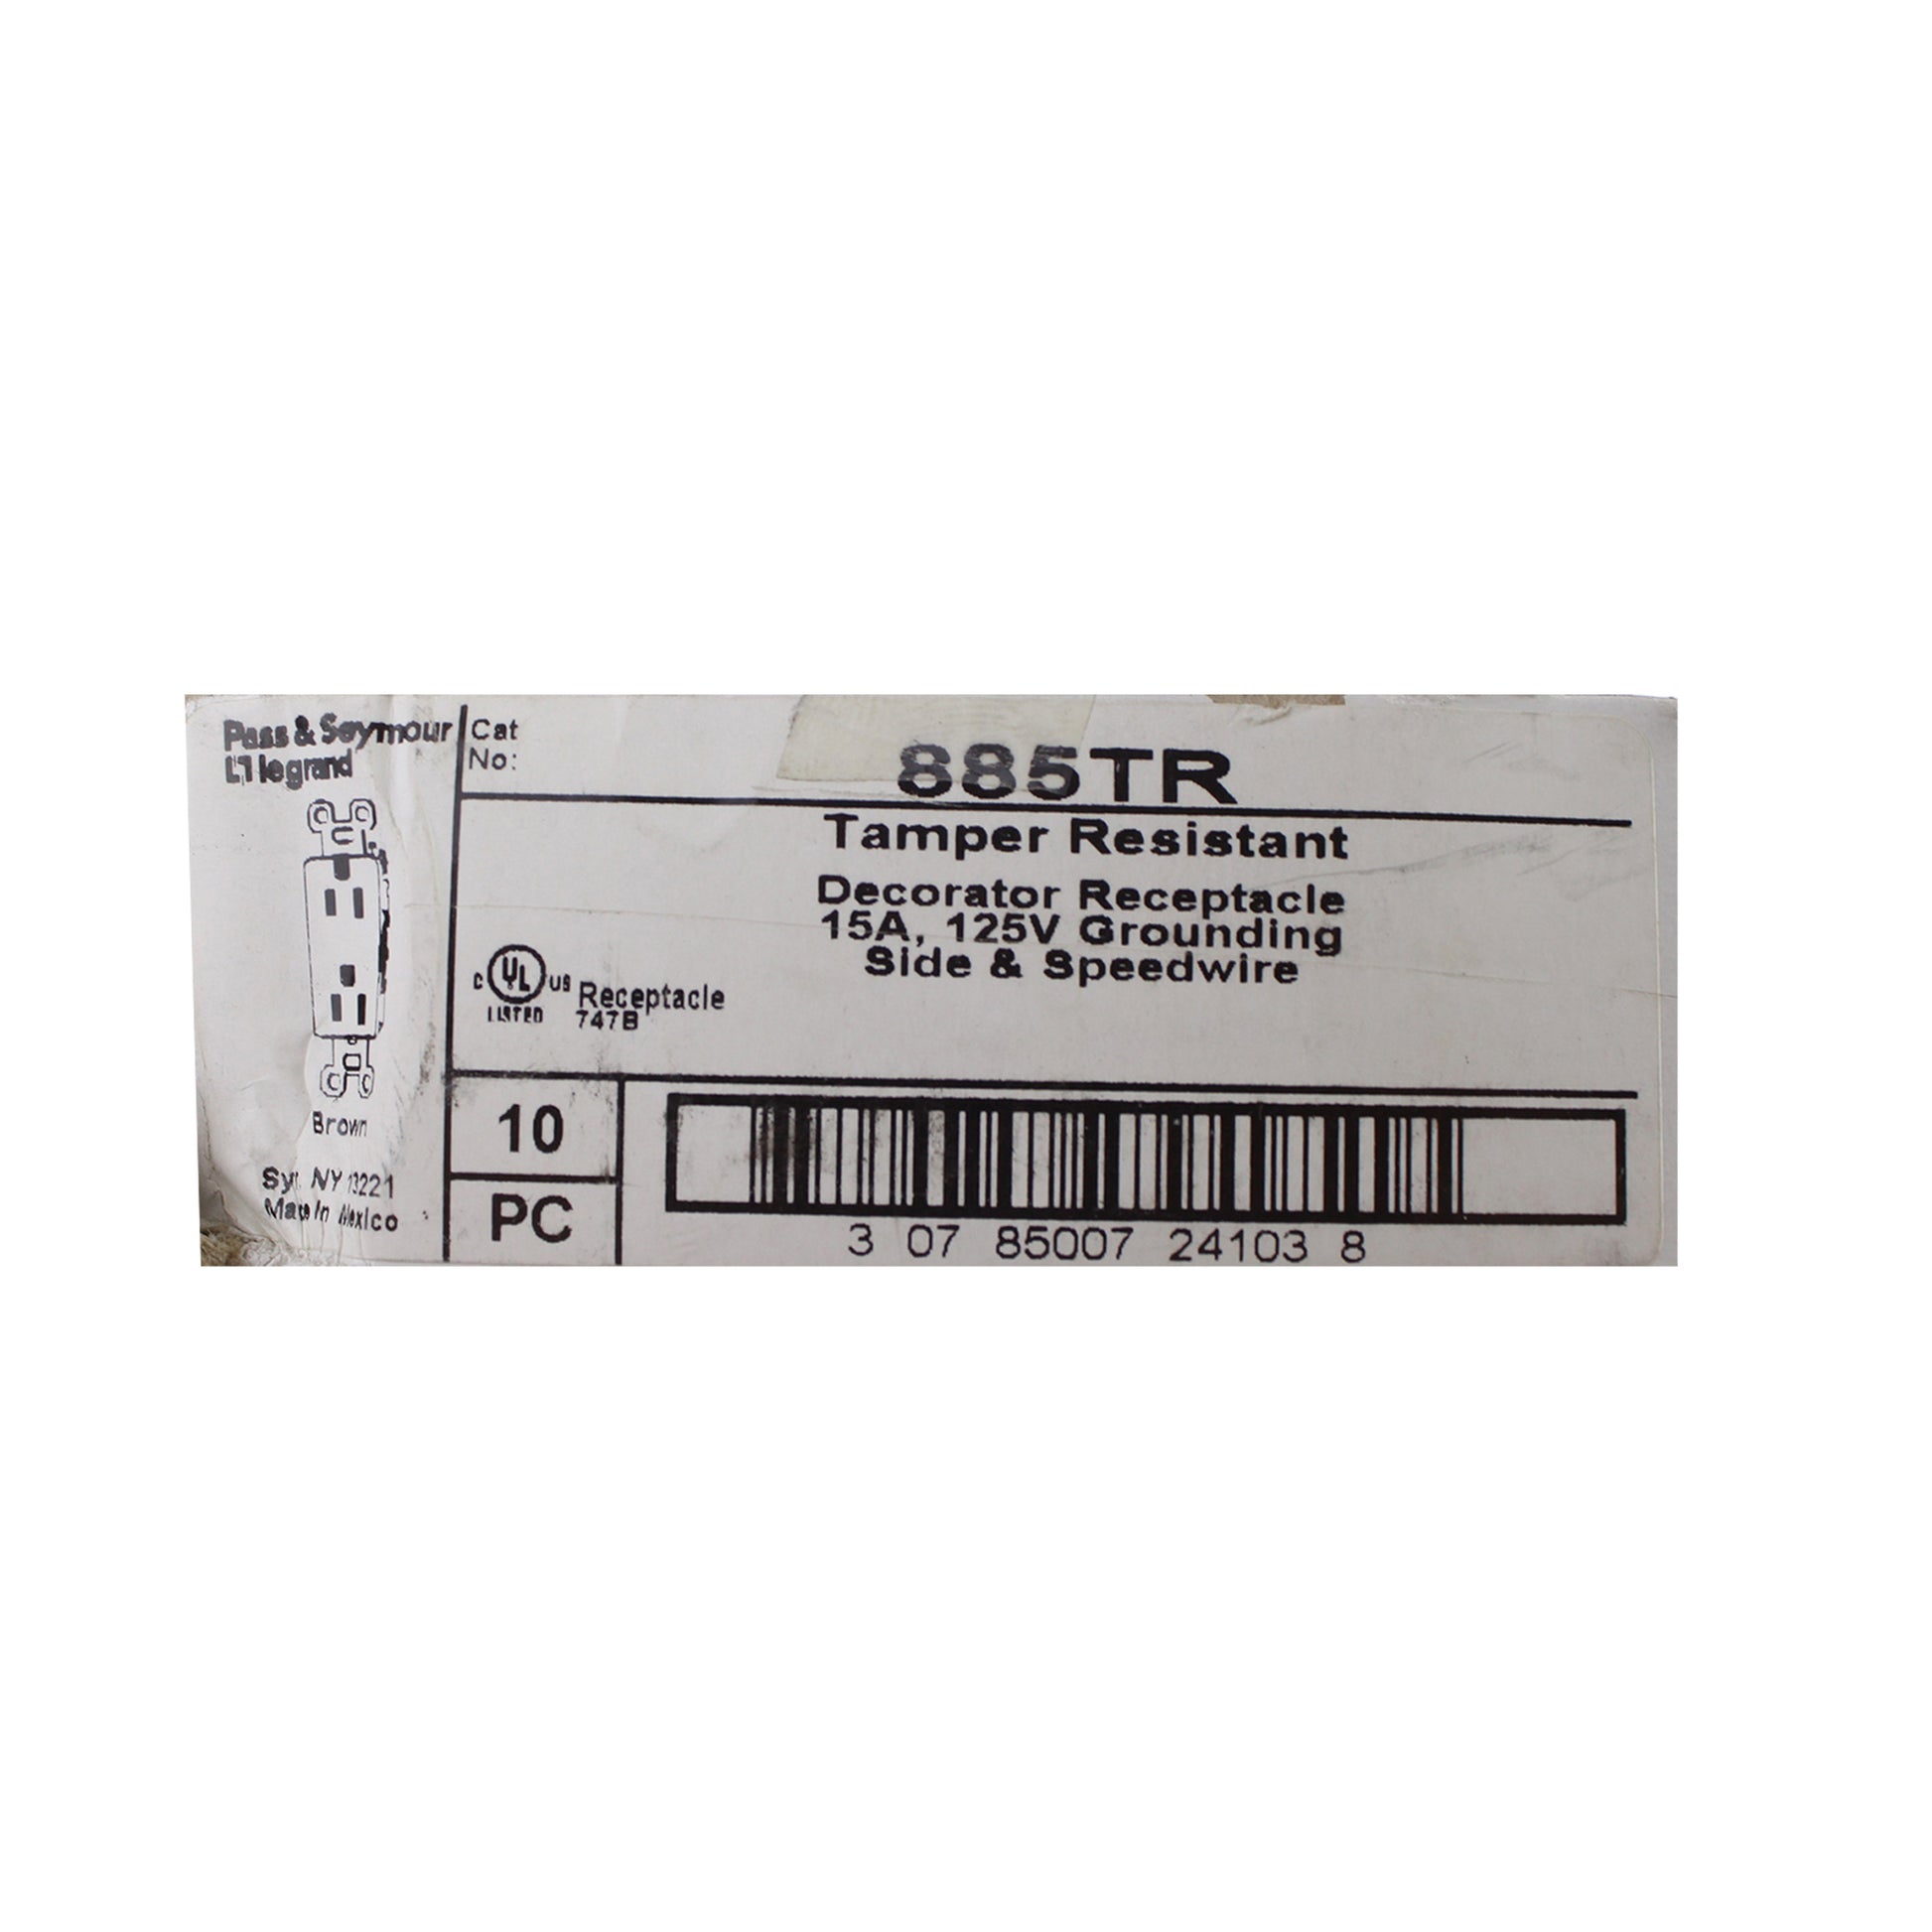 Pass & Seymour
legrand
Brown
Syr. NY 13221
Made in Mexico
Cat
No:
885TR
Tamper Resistant
Decorator Receptacle
15A, 125V Grounding
Side & Speedwire
C UL US
LISTED
Receptacle
747B
10
PC
3 07 85007 24103 8